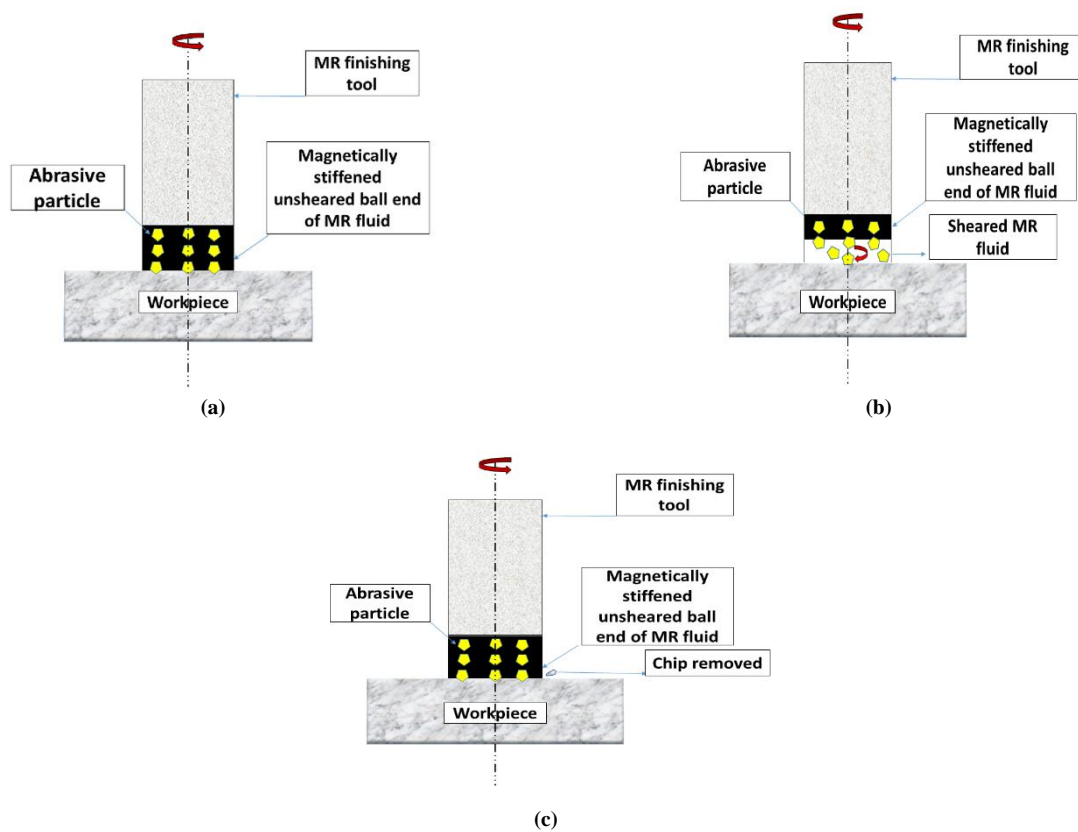 MR finishing
tool
Abrasive
particle
Magnetically
stiffened
unsheared ball end
of MR fluid
Workpiece
(a)
MR finishing
tool
Abrasive
particle
Magnetically
stiffened
unsheared ball
end of MR fluid
Sheared MR
fluid
Workpiece
(b)
MR finishing
tool
Abrasive
particle
Magnetically
stiffened
unsheared ball
end of MR fluid
Chip removed
Workpiece
(c)